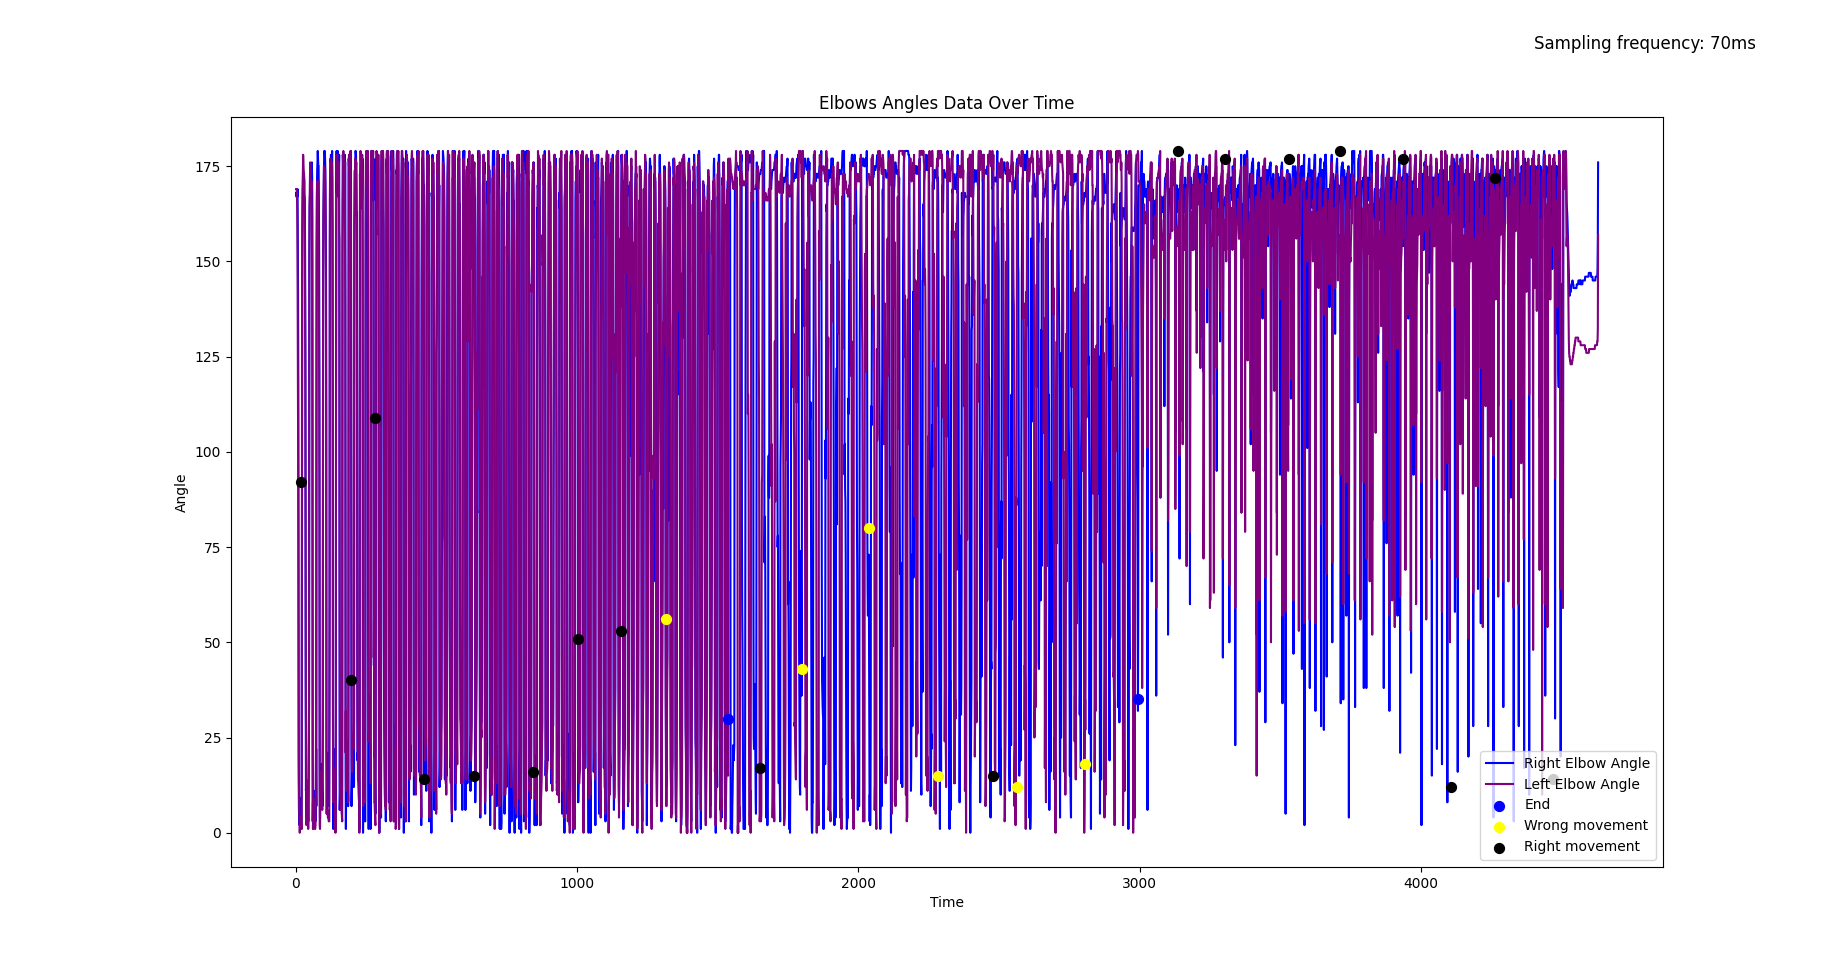 Sampling frequency: 70ms
Elbows Angles Data Over Time
175
150
125
100
75
50
25
0
Angle
0
1000
2000
3000
4000
Time
Right Elbow Angle
Left Elbow Angle
End
Wrong movement
Right movement